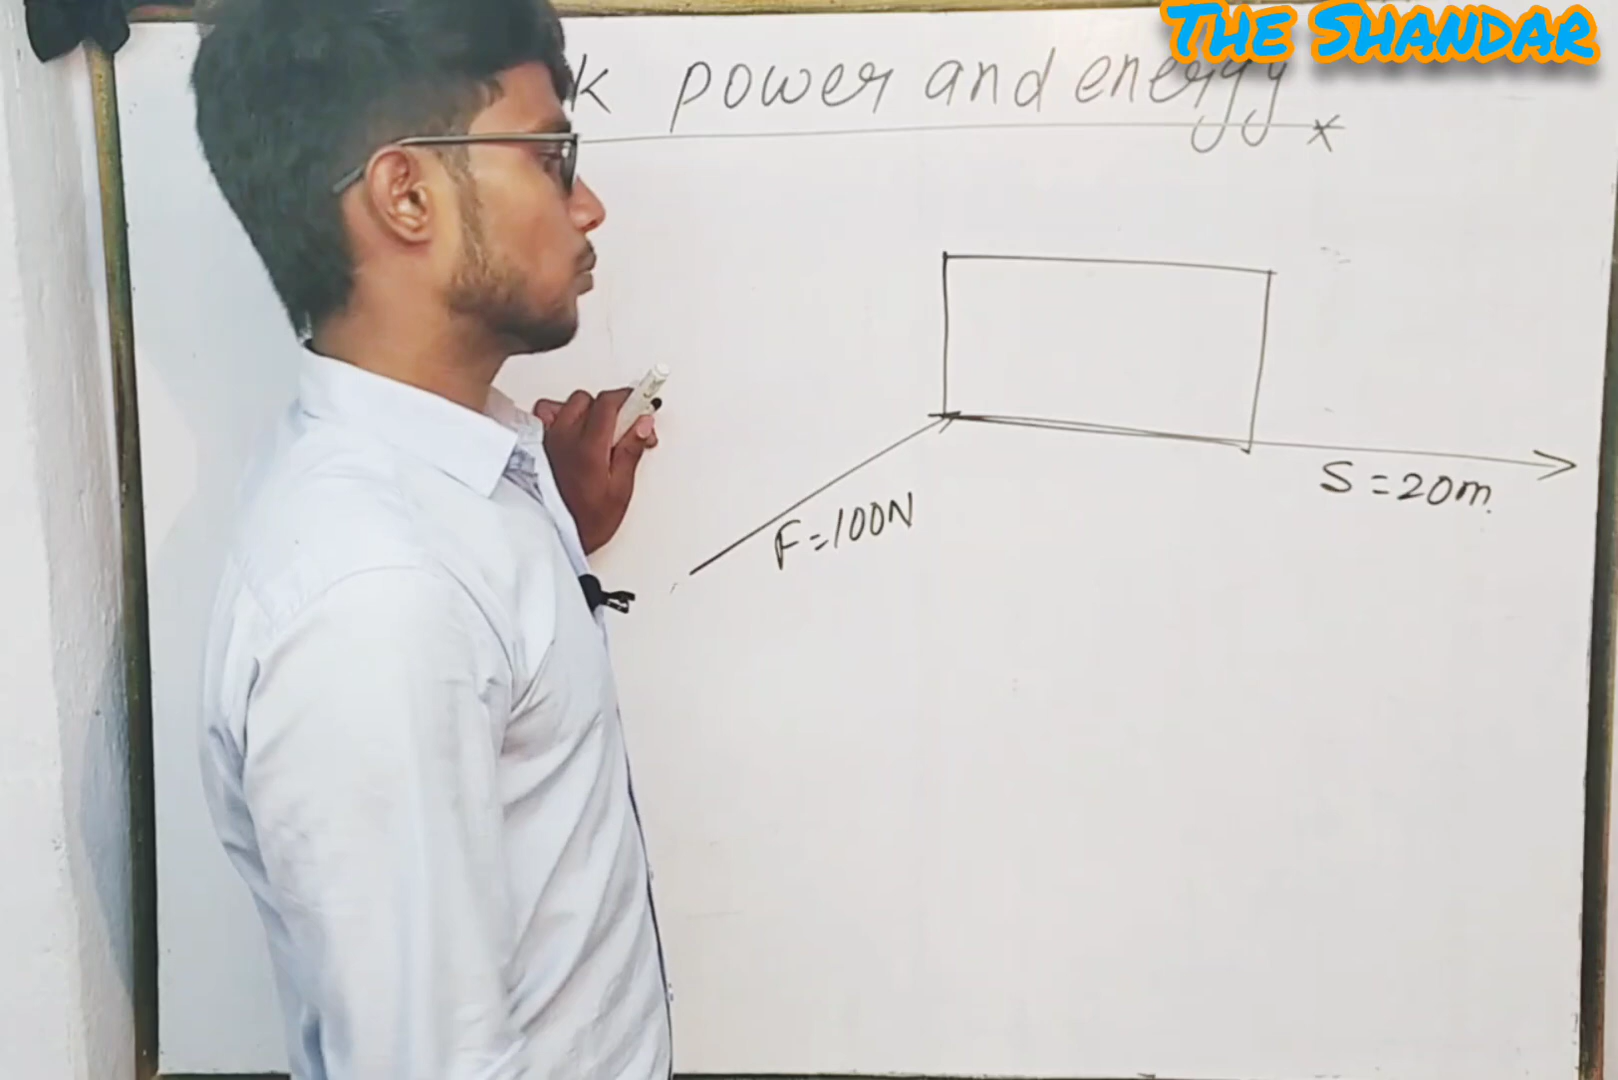 THE SHANDAR
k power and energy
F=100N
S=20m